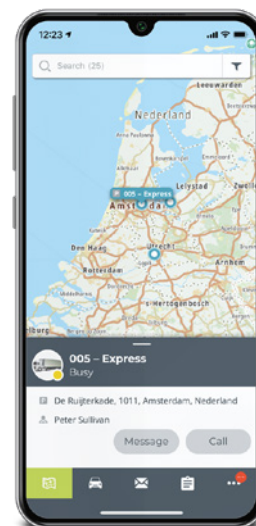 12:23
Search (25)
Leeuwarden
Nederland
005 – Express
Lelystad
Zwolle
Amsterdam
Den Haag
Utrecht
Arnhem
Rotterdam
's-Hertogenbosch
005 – Express
Busy
De Ruijterkade, 1011, Amsterdam, Nederland
Peter Sullivan
Message
Call